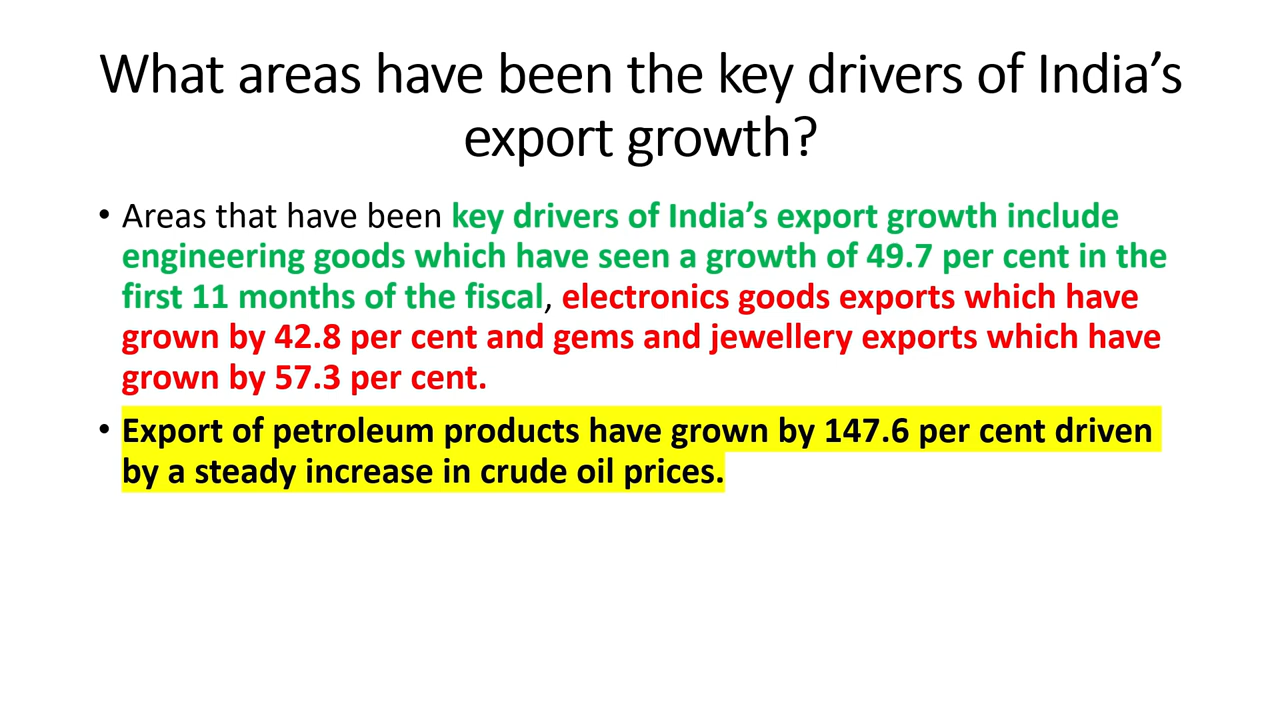 What areas have been the key drivers of India’s
export growth?
• Areas that have been key drivers of India’s export growth include
engineering goods which have seen a growth of 49.7 per cent in the
first 11 months of the fiscal, electronics goods exports which have
grown by 42.8 per cent and gems and jewellery exports which have
grown by 57.3 per cent.
• Export of petroleum products have grown by 147.6 per cent driven
by a steady increase in crude oil prices.